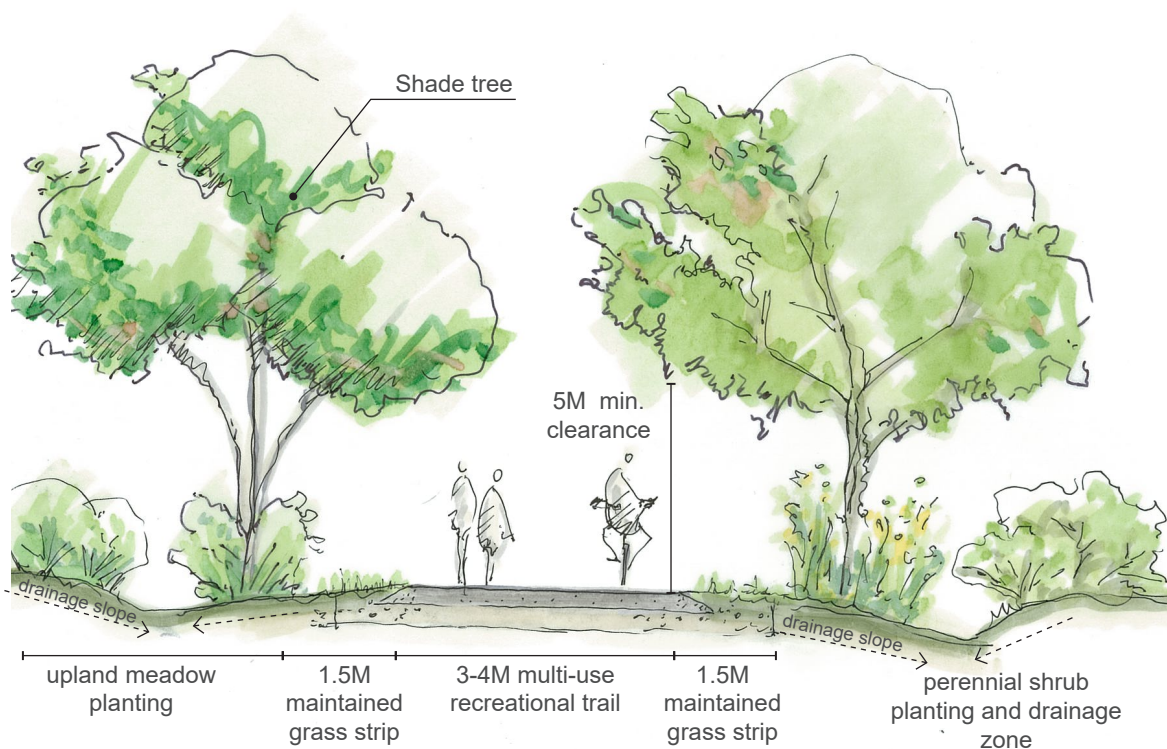 Shade tree
5M min.
clearance
drainage slope
drainage slope
upland meadow
planting
1.5M
maintained
grass strip
3-4M multi-use
recreational trail
1.5M
maintained
grass strip
perennial shrub
planting and drainage
zone